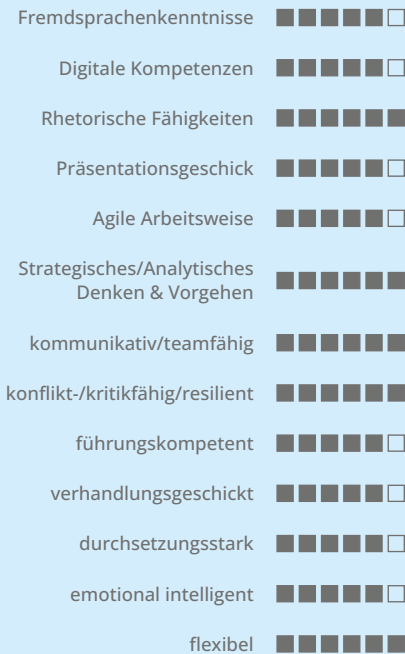 Fremdsprachenkenntnisse
Digitale Kompetenzen
Rhetorische Fähigkeiten
Präsentationsgeschick
Agile Arbeitsweise
Strategisches/Analytisches
Denken & Vorgehen
kommunikativ/teamfähig
konflikt-/kritikfähig/resilient
führungskompetent
verhandlungsgeschickt
durchsetzungsstark
emotional intelligent
flexibel